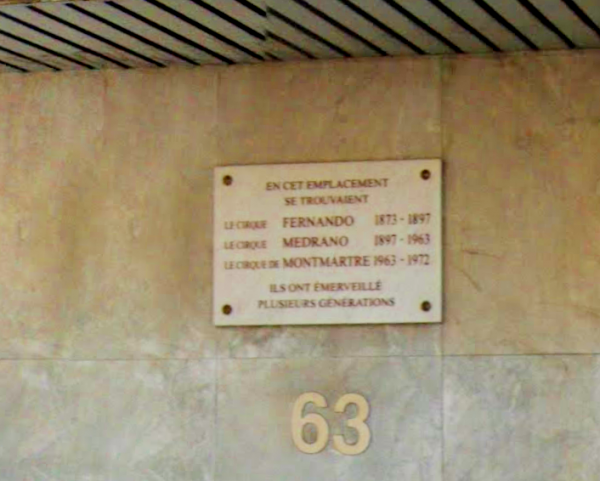 EN CET EMPLACEMENT
SE TROUVAIENT
LE CIRQUE FERNANDO 1873 - 1897
LE CIRQUE MEDRANO 1897 - 1963
LE CIRQUE DE MONTMARTRE 1963 - 1972
ILS ONT ÉMERVEILLÉ
PLUSIEURS GÉNÉRATIONS
63